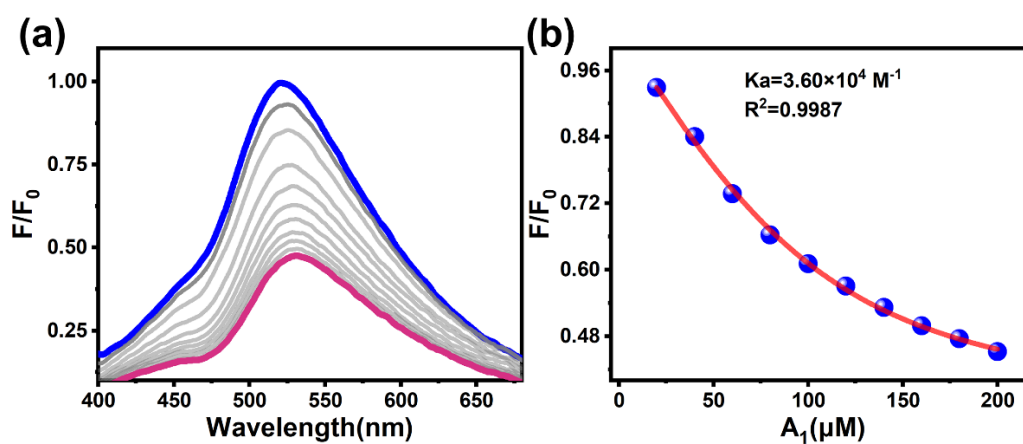 (a)
1.00
0.75
0.50
0.25
F/F₀
400 450 500 550 600 650
Wavelength(nm)
(b)
Ka=3.60×10⁴ M⁻¹
R²=0.9987
0.96
0.84
0.72
0.60
0.48
F/F₀
0 50 100 150 200
A₁(μM)